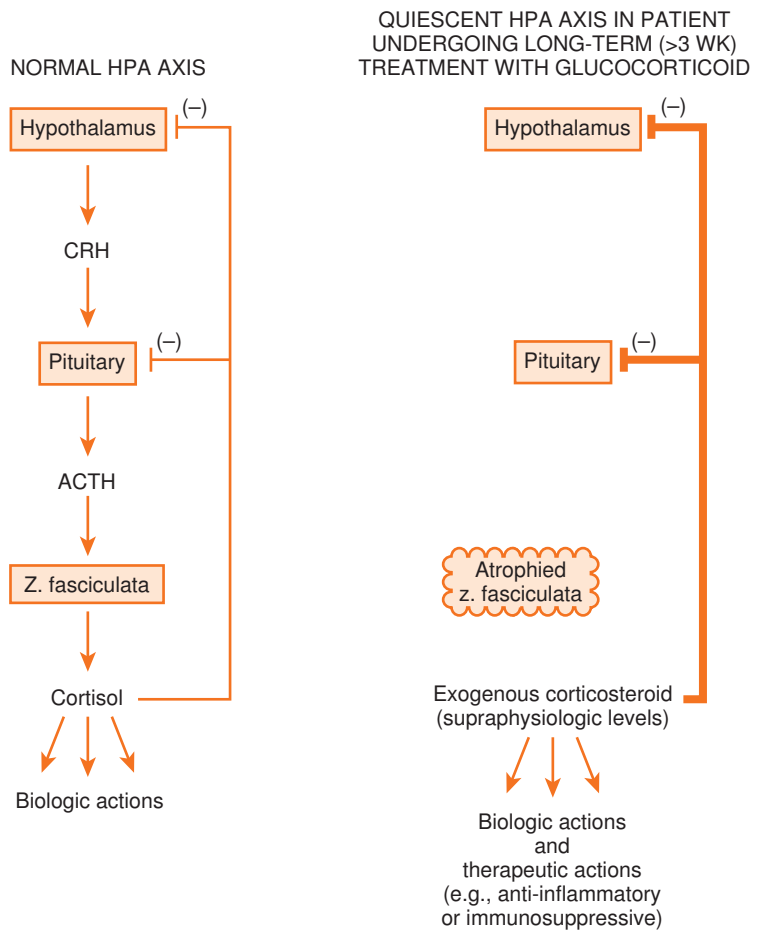 NORMAL HPA AXIS
(–)
Hypothalamus
CRH
(–)
Pituitary
ACTH
Z. fasciculata
Cortisol
Biologic actions
QUIESCENT HPA AXIS IN PATIENT
UNDERGOING LONG-TERM (>3 WK)
TREATMENT WITH GLUCOCORTICOID
(–)
Hypothalamus
(–)
Pituitary
Atrophied
z. fasciculata
Exogenous corticosteroid
(supraphysiologic levels)
Biologic actions
and
therapeutic actions
(e.g., anti-inflammatory
or immunosuppressive)